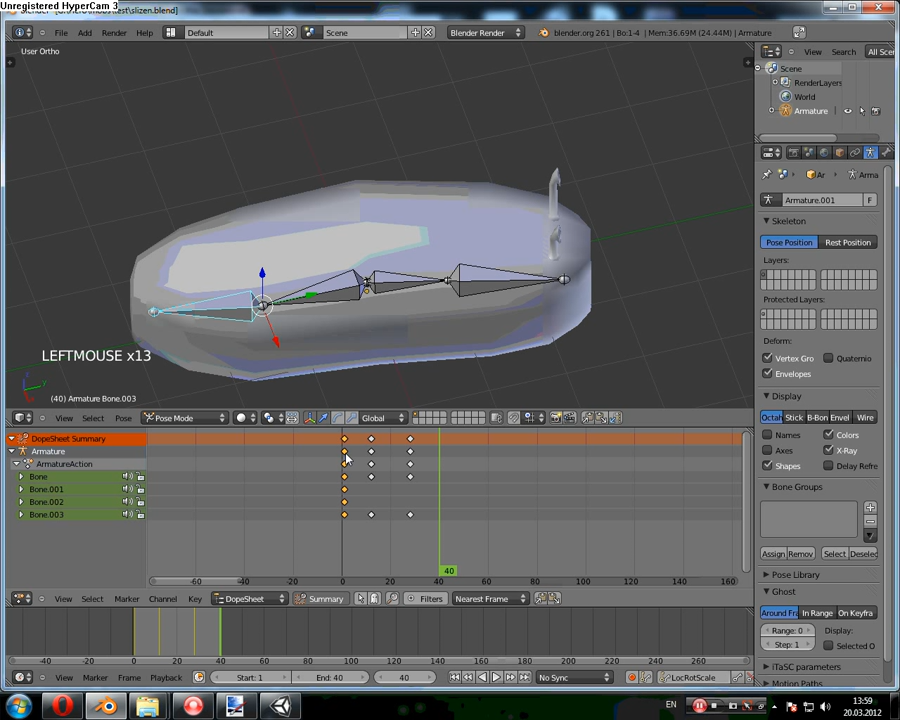 Unregistered HyperCam 3
File Add Render Help Default Scene Blender Render blender.org 261 | Bo:1-4 | Mem:36.69M (24.43M) | Armature
View Search All Scen
User Ortho
Scene
RenderLayers
World
Armature
Ar Arma
Armature.001 F
Skeleton
Pose Position Rest Position
Layers:
Protected Layers:
Deform:
Vertex Gro Quaternio
Envelopes
LEFTMOUSE x13
Display
(40) Armature Bone.003
Octah Stick B-Bon Envel Wire
View Select Pose Pose Mode Global
Names Colors
Axes X-Ray
Shapes Delay Refre
DopeSheet Summary
Armature
ArmatureAction
Bone
Bone.001
Bone.002
Bone.003
Bone Groups
Assign Remov Select Deselec
Pose Library
Ghost
Around Fra In Range On Keyfra
Range: 0 Display:
Step: 1 Selected O
iTaSC parameters
Motion Paths
-60 -40 -20 0 20 40 60 80 100 120 140 160
40
View Select Marker Channel Key DopeSheet Summary Filters Nearest Frame
-40 -20 0 20 40 60 80 100 120 140 160 180 200 220 240 260
View Marker Frame Playback Start: 1 End: 40 40 No Sync LocRotScale
EN 13:59
20.03.2012